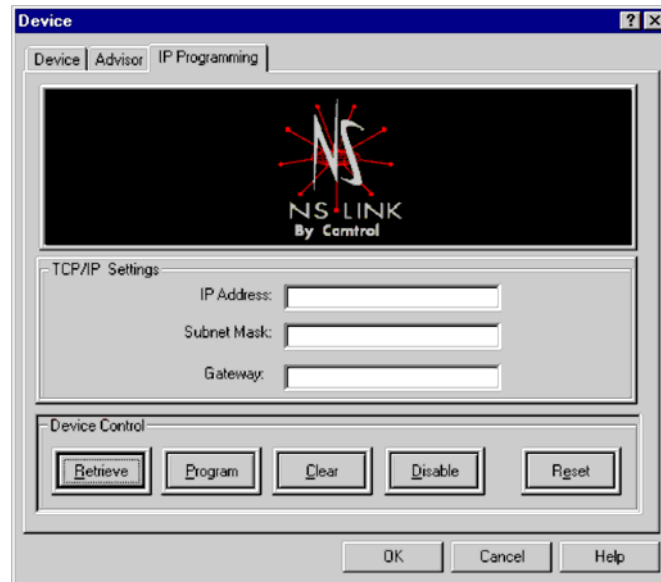 Device
Device Advisor IP Programming
NS
NS LINK
By Comtrol
TCP/IP Settings
IP Address:
Subnet Mask:
Gateway:
Device Control
Retrieve Program Clear Disable Reset
OK Cancel Help